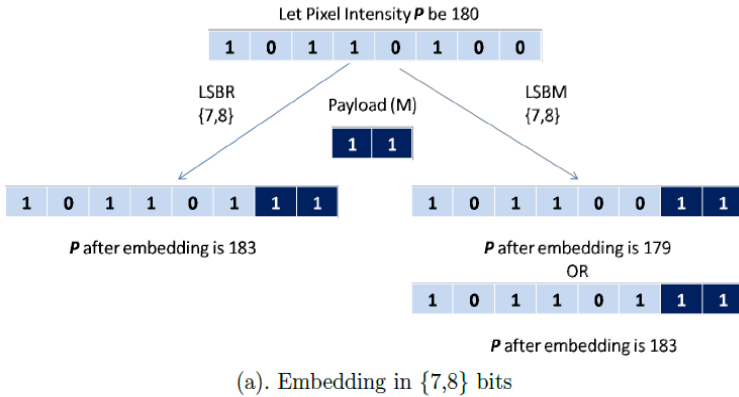 Let Pixel Intensity P be 180
1 0 1 1 0 1 0 0
LSBR
{7,8}
Payload (M)
1 1
LSBM
{7,8}
1 0 1 1 0 1 1 1
P after embedding is 183
1 0 1 1 0 0 1 1
P after embedding is 179
OR
1 0 1 1 0 1 1 1
P after embedding is 183
(a). Embedding in {7,8} bits